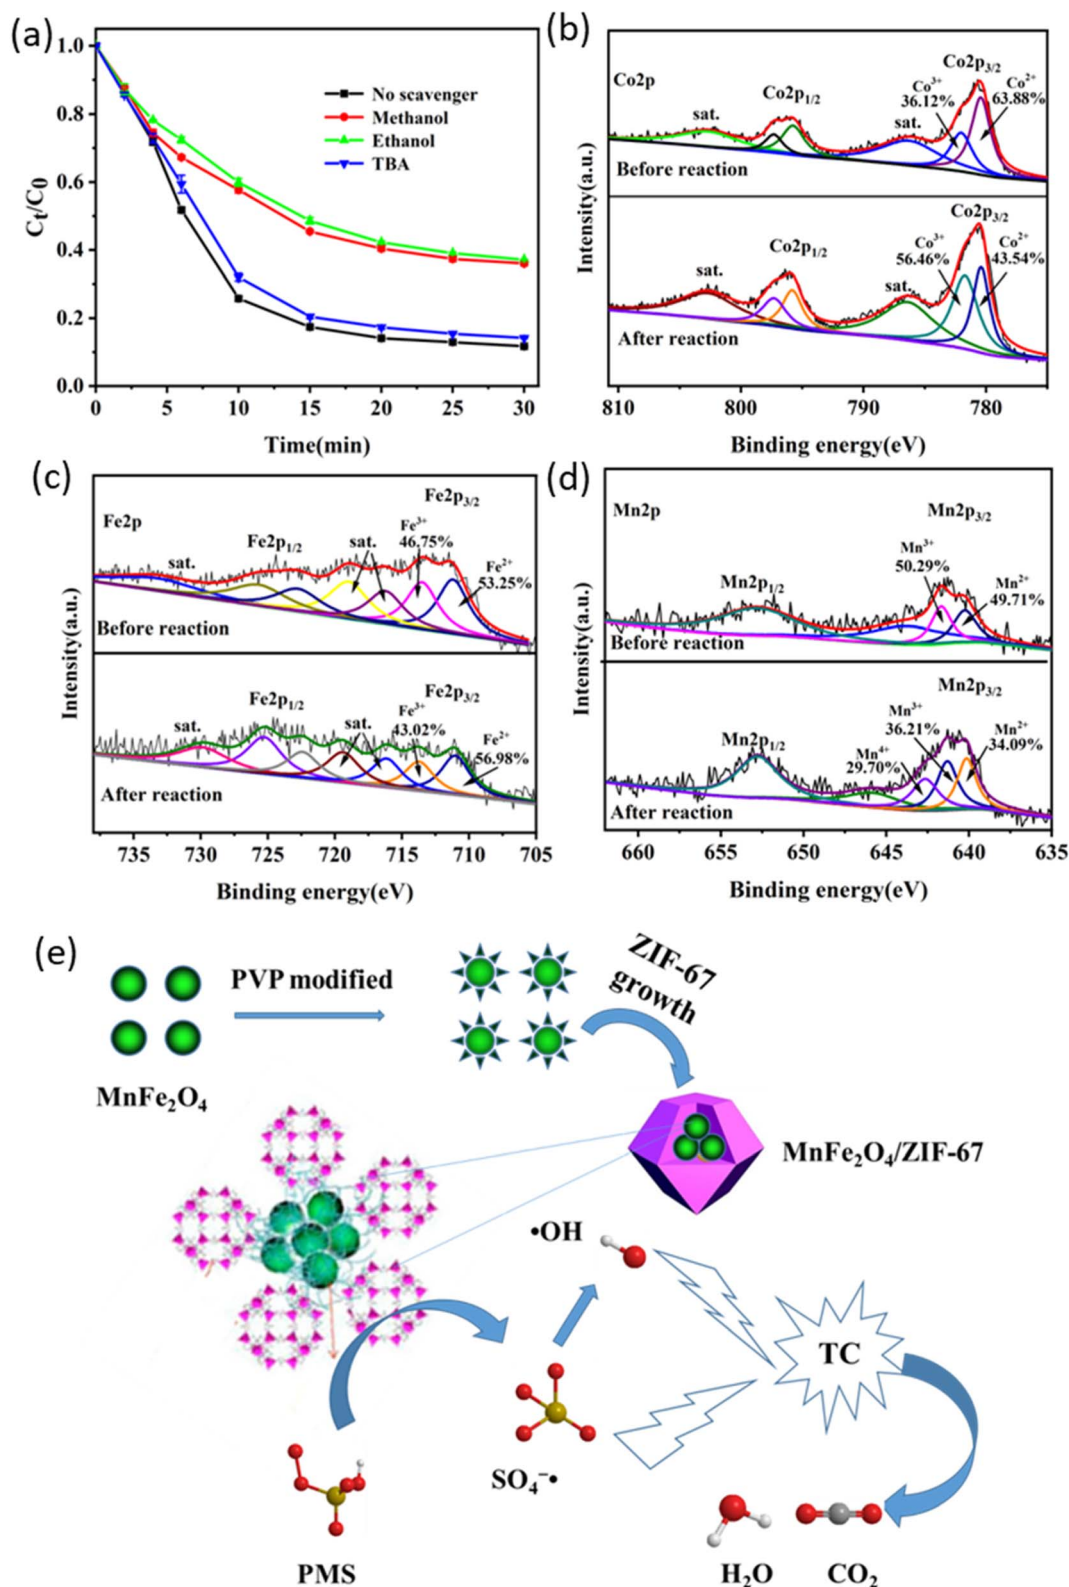 (a)
1.0
0.8
0.6
0.4
0.2
0.0
Ct/C0
No scavenger
Methanol
Ethanol
TBA
0 5 10 15 20 25 30
Time(min)
(b)
Co2p
Co2p3/2
Co3+
36.12%
Co2+
63.88%
Co2p1/2
sat.
sat.
Before reaction
Intensity(a.u.)
Co2p3/2
Co3+
56.46%
Co2+
43.54%
Co2p1/2
sat.
sat.
After reaction
810 800 790 780
Binding energy(eV)
(c)
Fe2p
Fe2p3/2
Fe3+
46.75%
Fe2p1/2
sat.
sat.
Fe2+
53.25%
Before reaction
Intensity(a.u.)
Fe2p3/2
Fe2p1/2
Fe3+
43.02%
sat.
sat.
Fe2+
56.98%
After reaction
735 730 725 720 715 710 705
Binding energy(eV)
(d)
Mn2p
Mn2p3/2
Mn3+
50.29%
Mn2+
49.71%
Mn2p1/2
Before reaction
Intensity(a.u.)
Mn2p3/2
Mn3+
36.21%
Mn2+
34.09%
Mn2p1/2
Mn4+
29.70%
After reaction
660 655 650 645 640 635
Binding energy(eV)
(e)
PVP modified
ZIF-67
growth
MnFe2O4
MnFe2O4/ZIF-67
•OH
TC
SO4−•
PMS
H2O
CO2